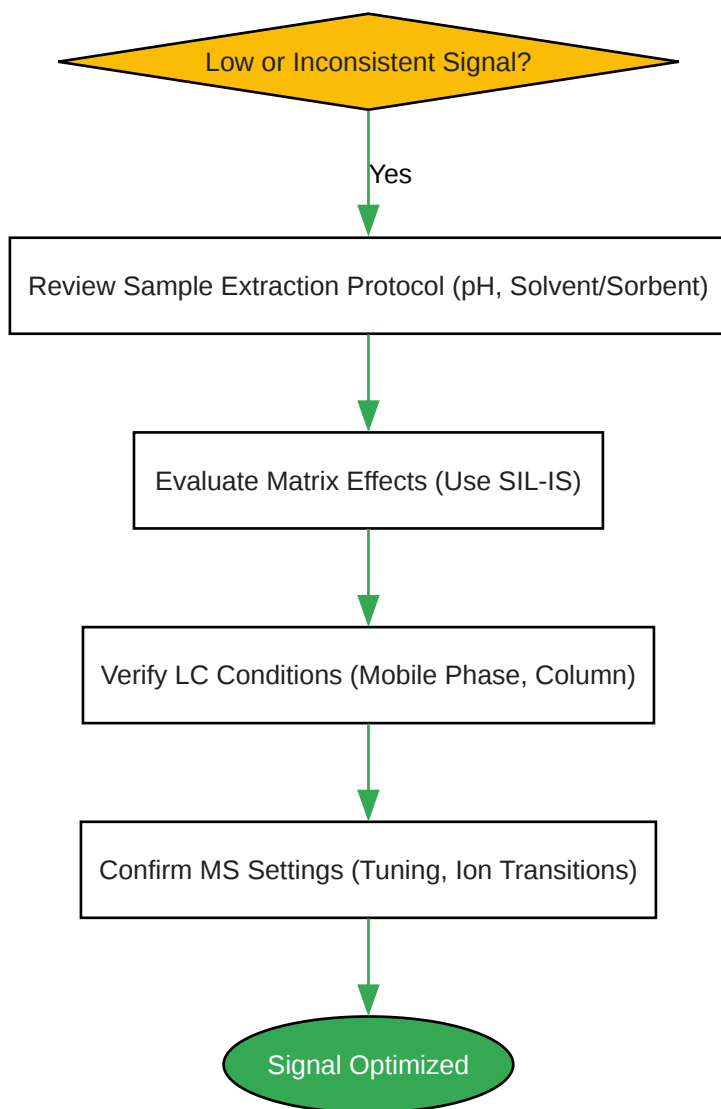 Low or Inconsistent Signal?
Yes
Review Sample Extraction Protocol (pH, Solvent/Sorbent)
Evaluate Matrix Effects (Use SIL-IS)
Verify LC Conditions (Mobile Phase, Column)
Confirm MS Settings (Tuning, Ion Transitions)
Signal Optimized